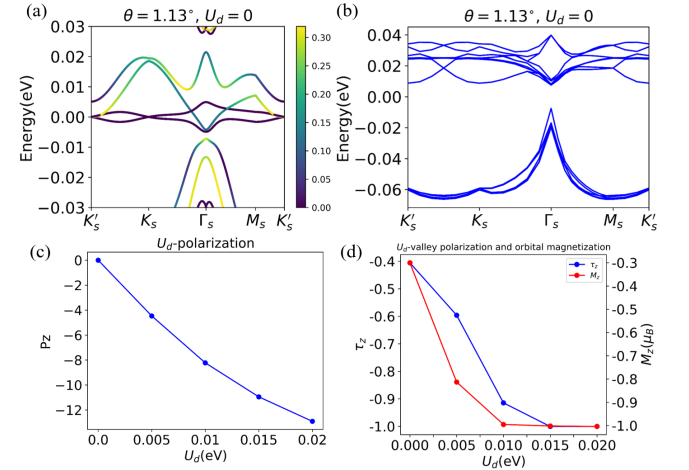 (a)
θ = 1.13°, U_d = 0
Energy(eV)
0.03
0.02
0.01
0.00
−0.01
−0.02
−0.03
K′_s
K_s
Γ_s
M_s
K′_s
0.30
0.25
0.20
0.15
0.10
0.05
0.00
(b)
θ = 1.13°, U_d = 0
Energy(eV)
0.04
0.02
0.00
−0.02
−0.04
−0.06
K′_s
K_s
Γ_s
M_s
K′_s
(c)
U_d-polarization
Pz
0
−2
−4
−6
−8
−10
−12
0.0
0.005
0.01
0.015
0.02
U_d(eV)
(d)
U_d-valley polarization and orbital magnetization
τ_z
-0.4
-0.5
-0.6
-0.7
-0.8
-0.9
-1.0
τ_z
M_z
-0.3
-0.4
-0.5
-0.6
-0.7
-0.8
-0.9
-1.0
M_z(μ_B)
0.000
0.005
0.010
0.015
0.020
U_d(eV)